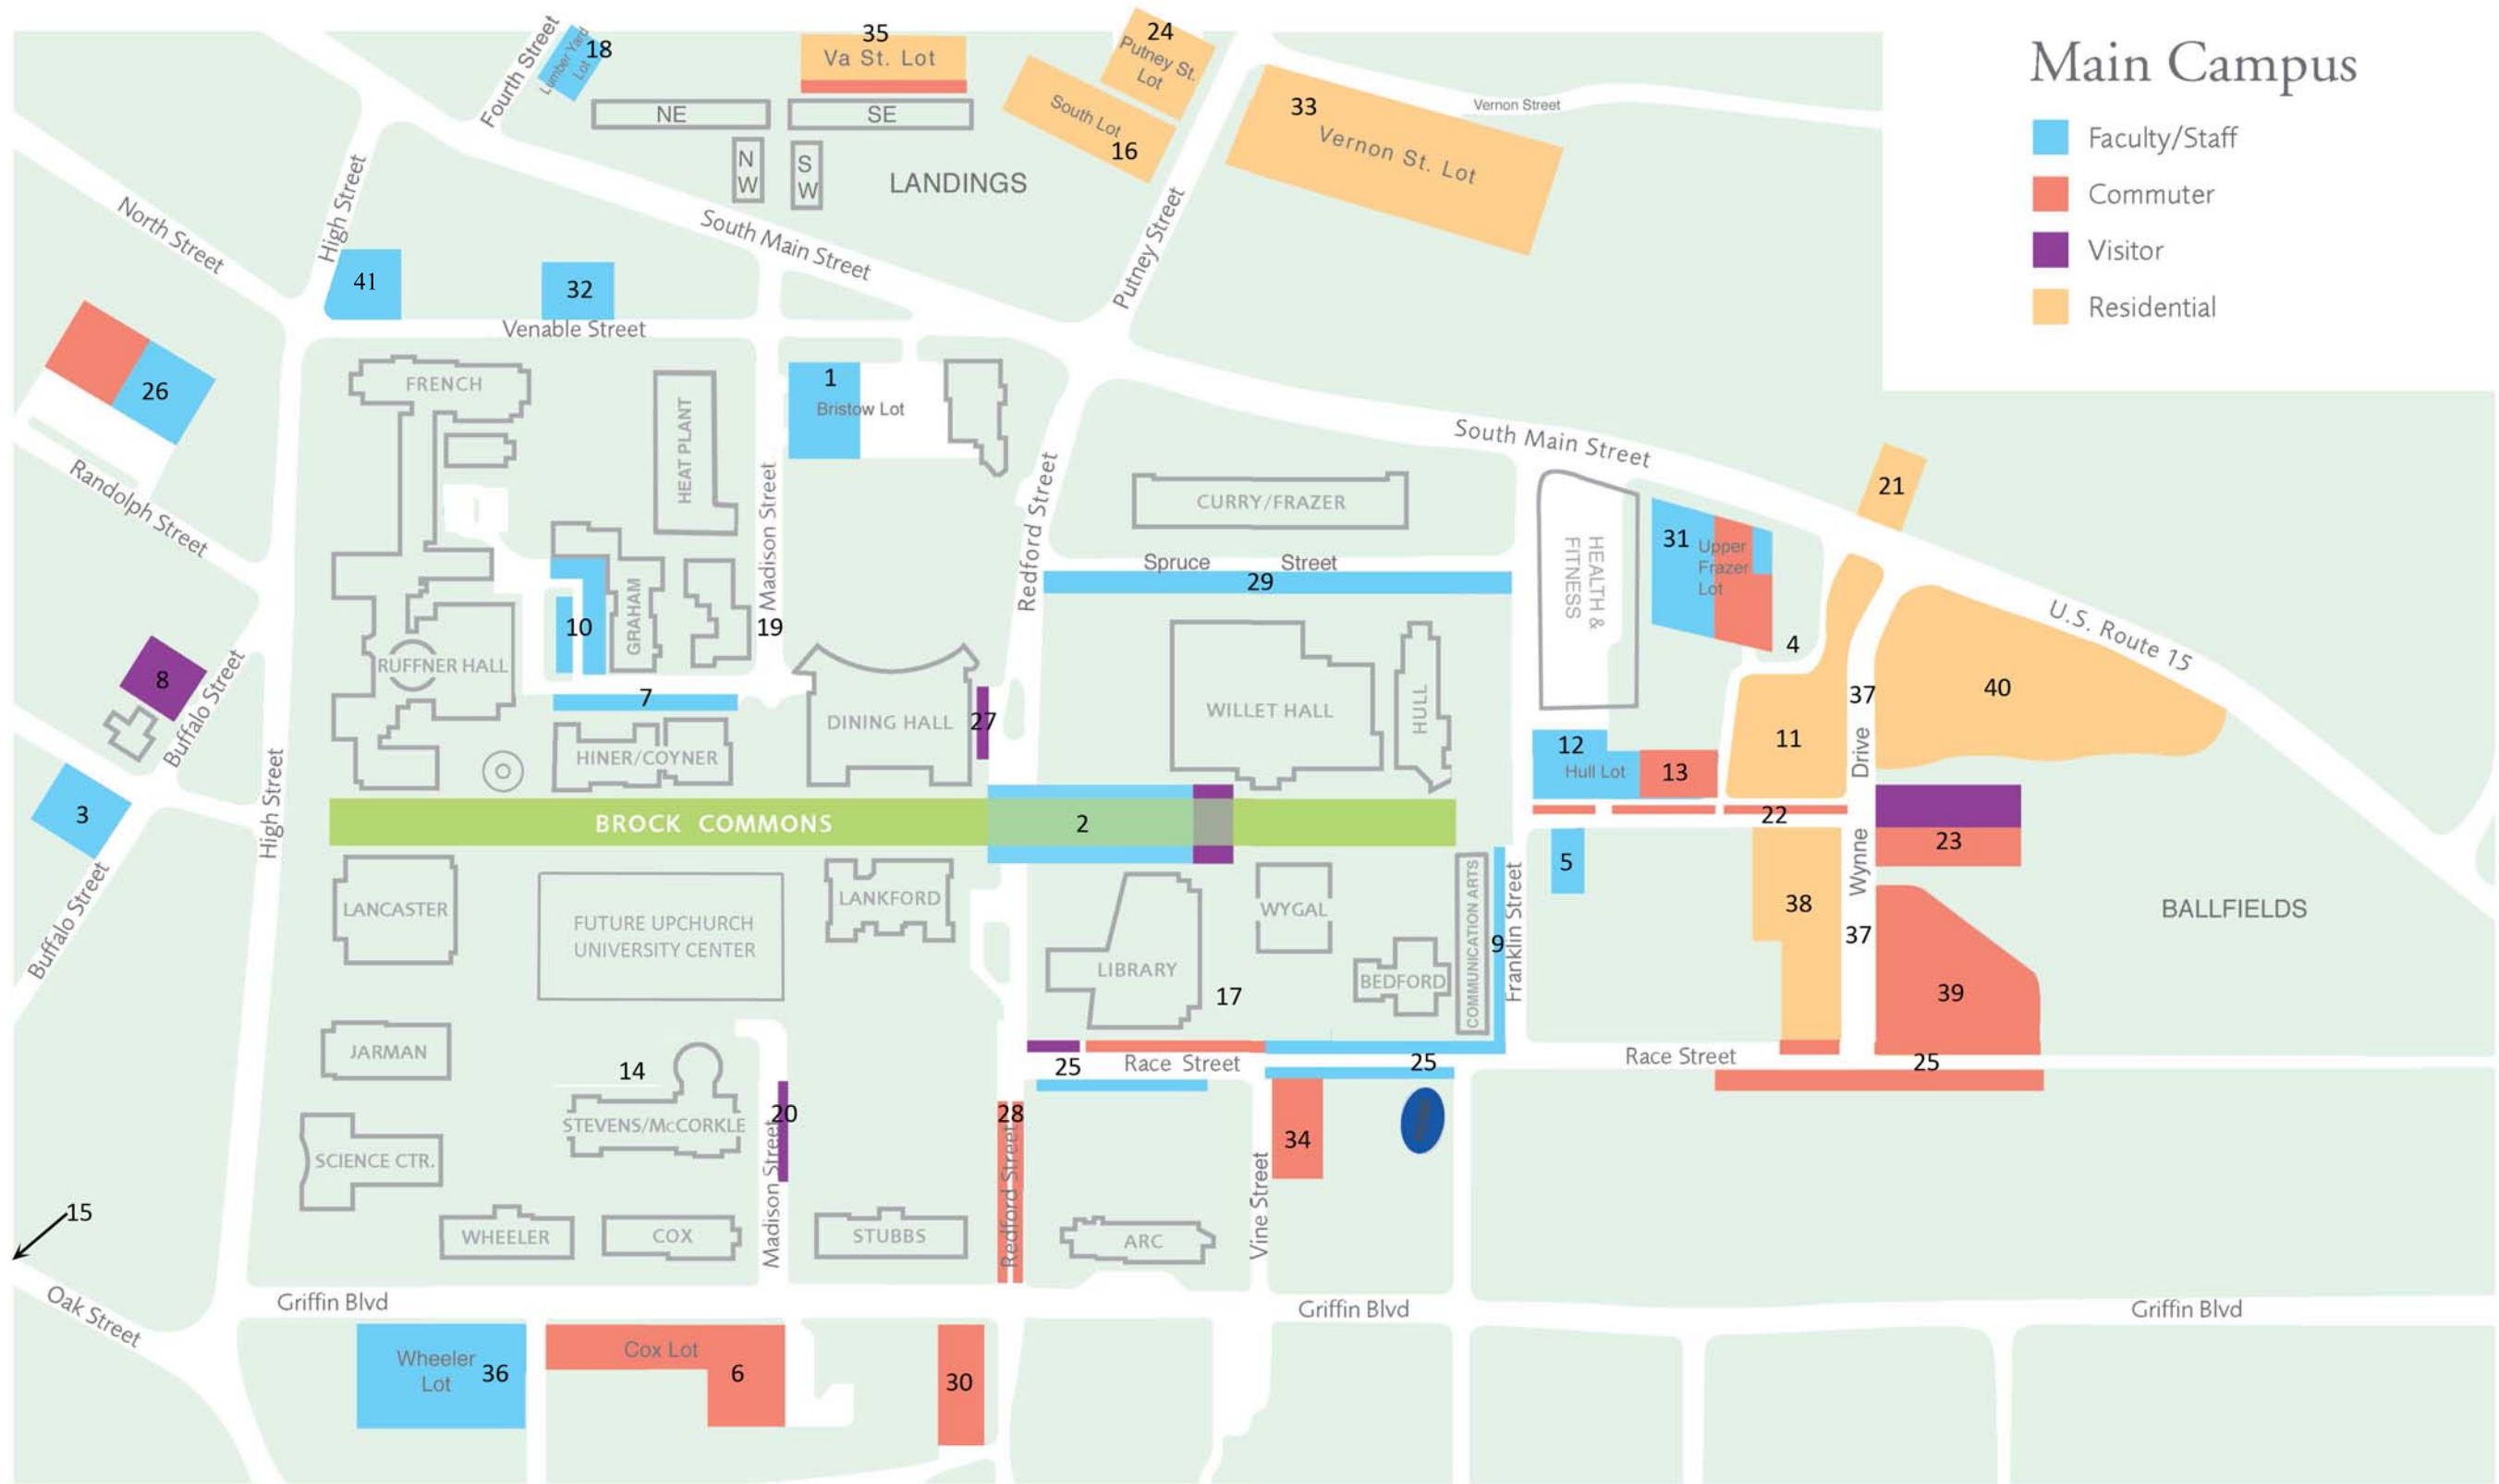 Main Campus
Faculty/Staff
Commuter
Visitor
Residential
Fourth Street
Lumber Yard
Lot
18
35
Va St. Lot
24
Putney St.
Lot
South Lot
16
33
Vernon St. Lot
Vernon Street
NE
SE
N
W
S
W
LANDINGS
High Street
North Street
South Main Street
Putney Street
41
32
Venable Street
26
Randolph Street
FRENCH
HEAT PLANT
1
Bristow Lot
Madison Street
Redford Street
CURRY/FRAZER
South Main Street
21
Spruce Street
29
HEALTH &
FITNESS
31
Upper
Frazer
Lot
4
U.S. Route 15
10
GRAHAM
19
RUFFNER HALL
8
Buffalo Street
7
DINING HALL
27
WILLET HALL
HULL
37
40
11
Drive
12
Hull Lot
13
HINER/COYNER
3
High Street
BROCK COMMONS
2
22
23
5
Wynne
38
37
BALLFIELDS
Buffalo Street
LANCASTER
FUTURE UPCHURCH
UNIVERSITY CENTER
LANKFORD
LIBRARY
WYGAL
BEDFORD
COMMUNICATION ARTS
9
Franklin Street
17
39
JARMAN
14
25
Race Street
25
Race Street
25
STEVENS/McCORKLE
20
Madison Street
28
Redford Street
34
Vine Street
SCIENCE CTR.
15
WHEELER
COX
STUBBS
ARC
Oak Street
Griffin Blvd
Griffin Blvd
Griffin Blvd
Wheeler
Lot
36
Cox Lot
6
30